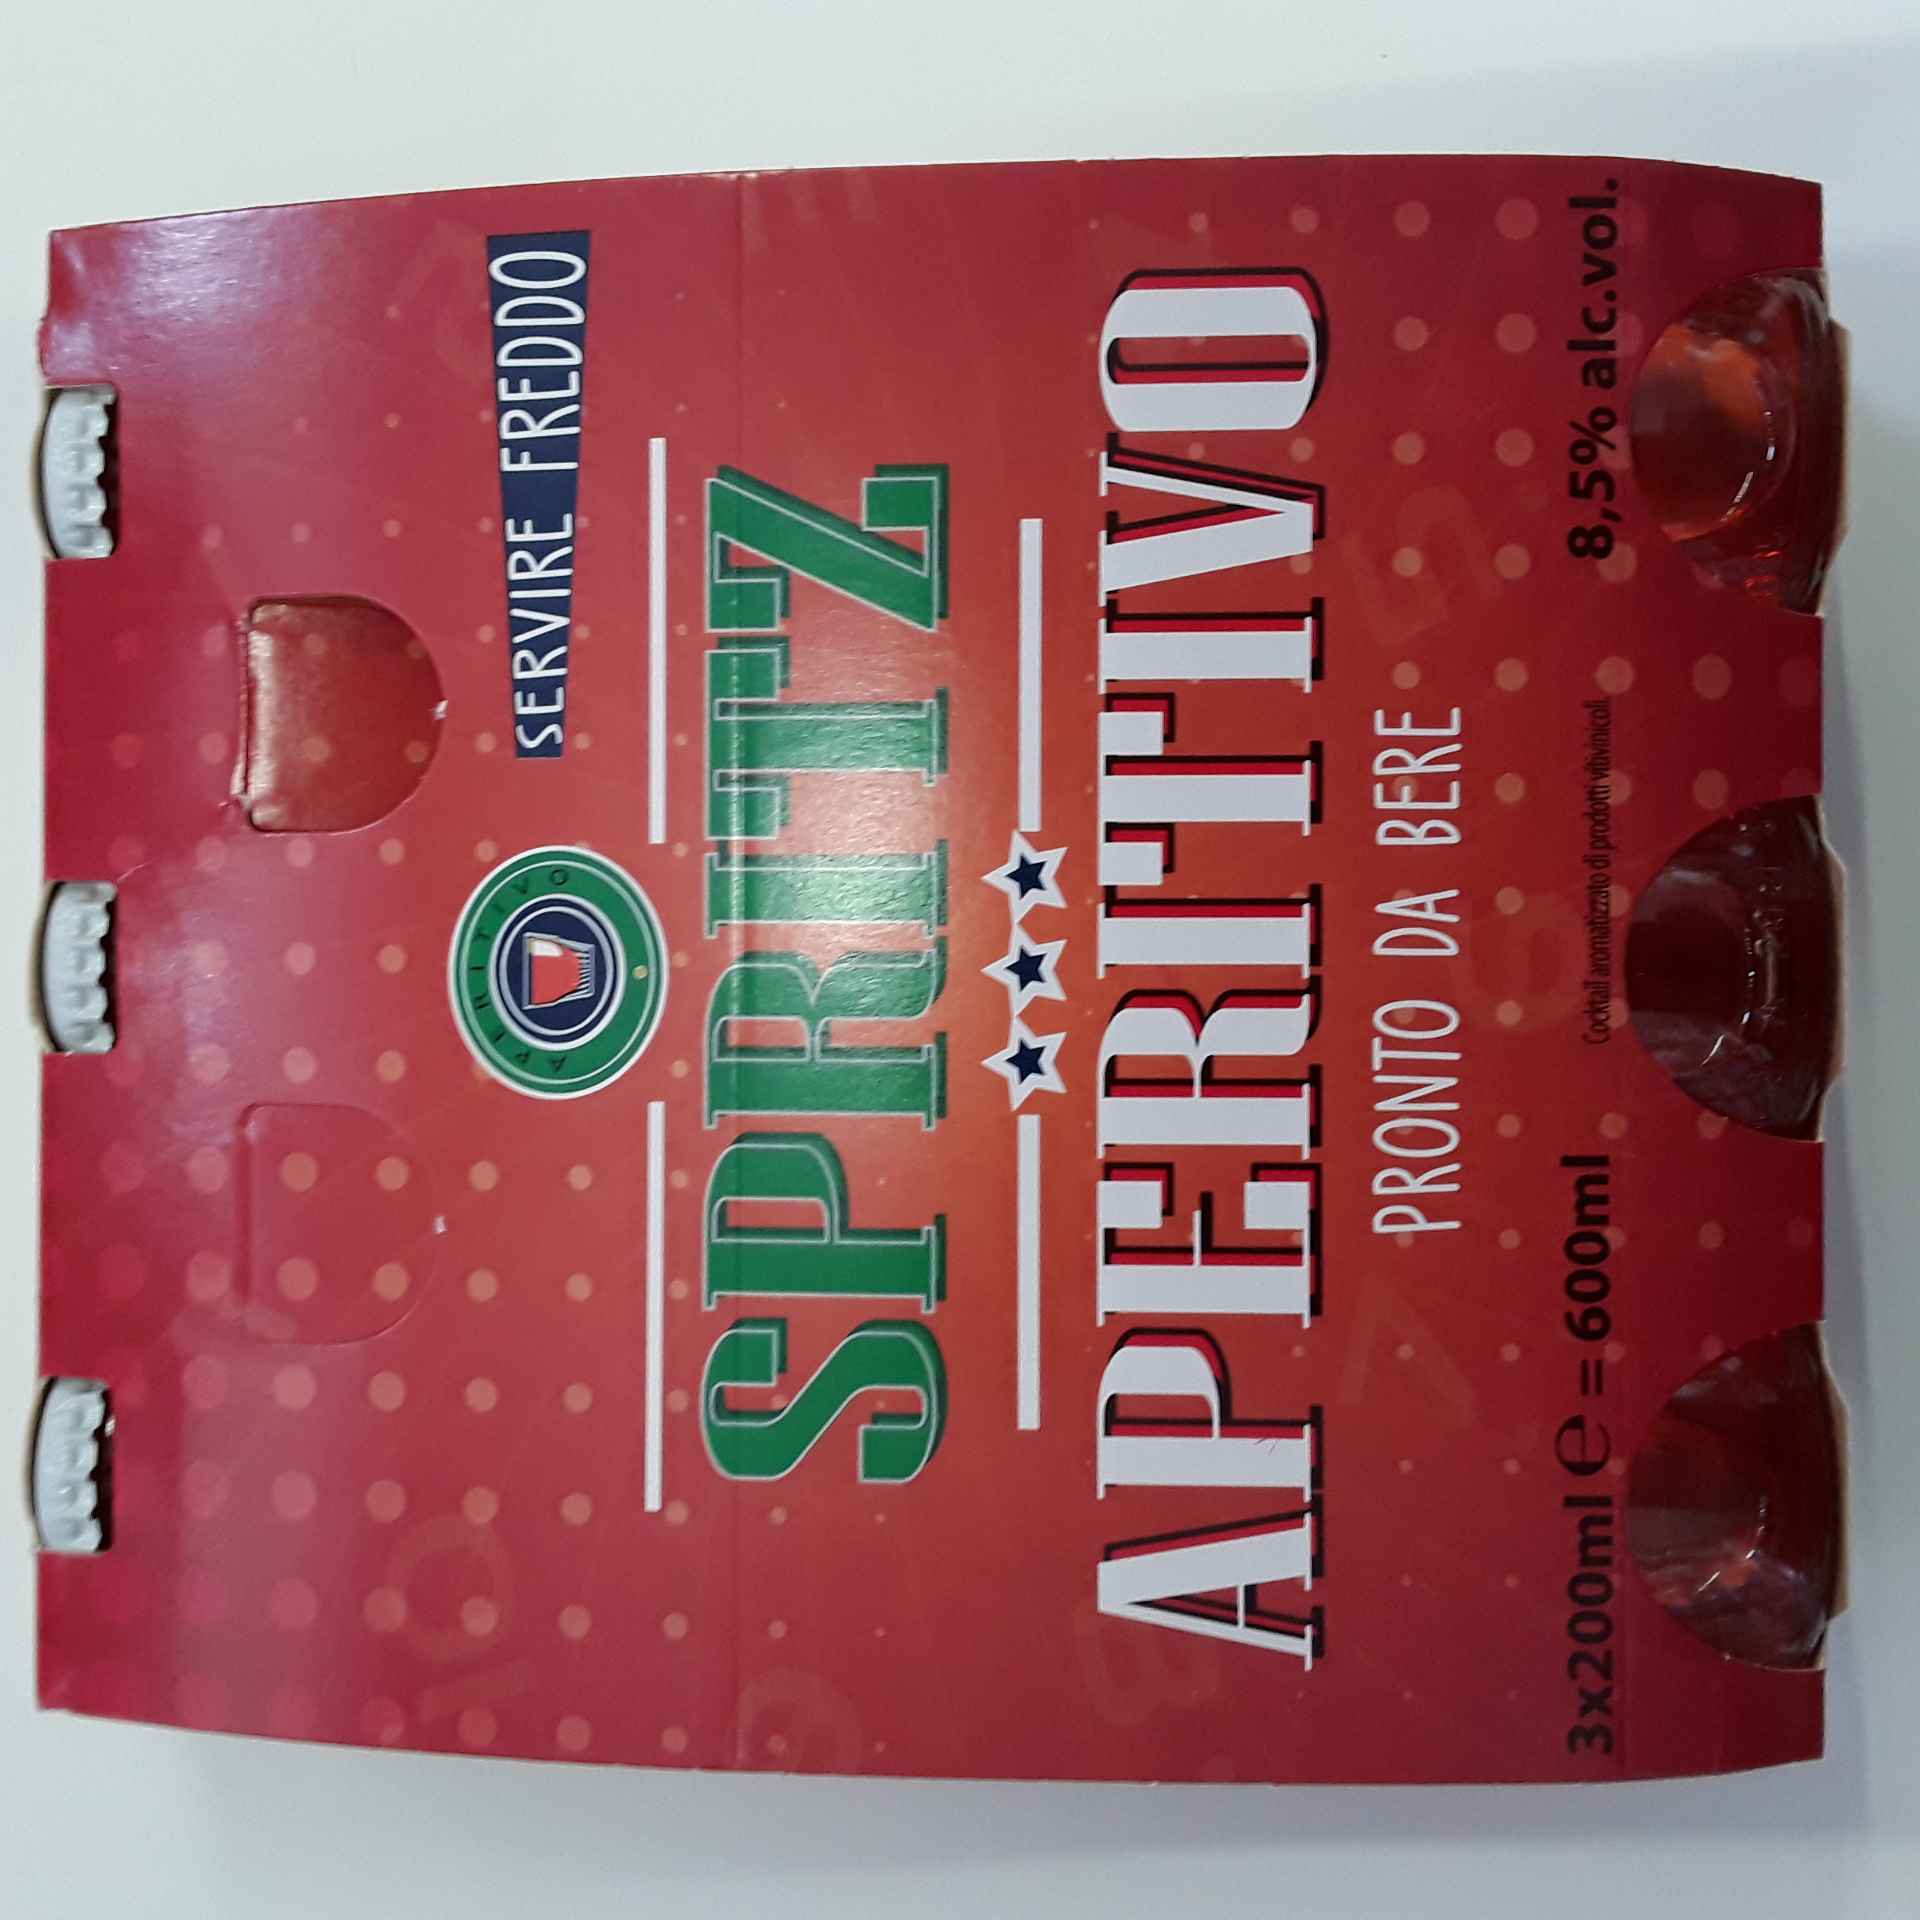 SERVIRE FREDDO
APERITIVO
SPRITZ
APERITIVO
PRONTO DA BERE
Cocktail aromatizzato di prodotti vitivinicoli
3x200ml ℮ = 600ml 8,5% alc.vol.